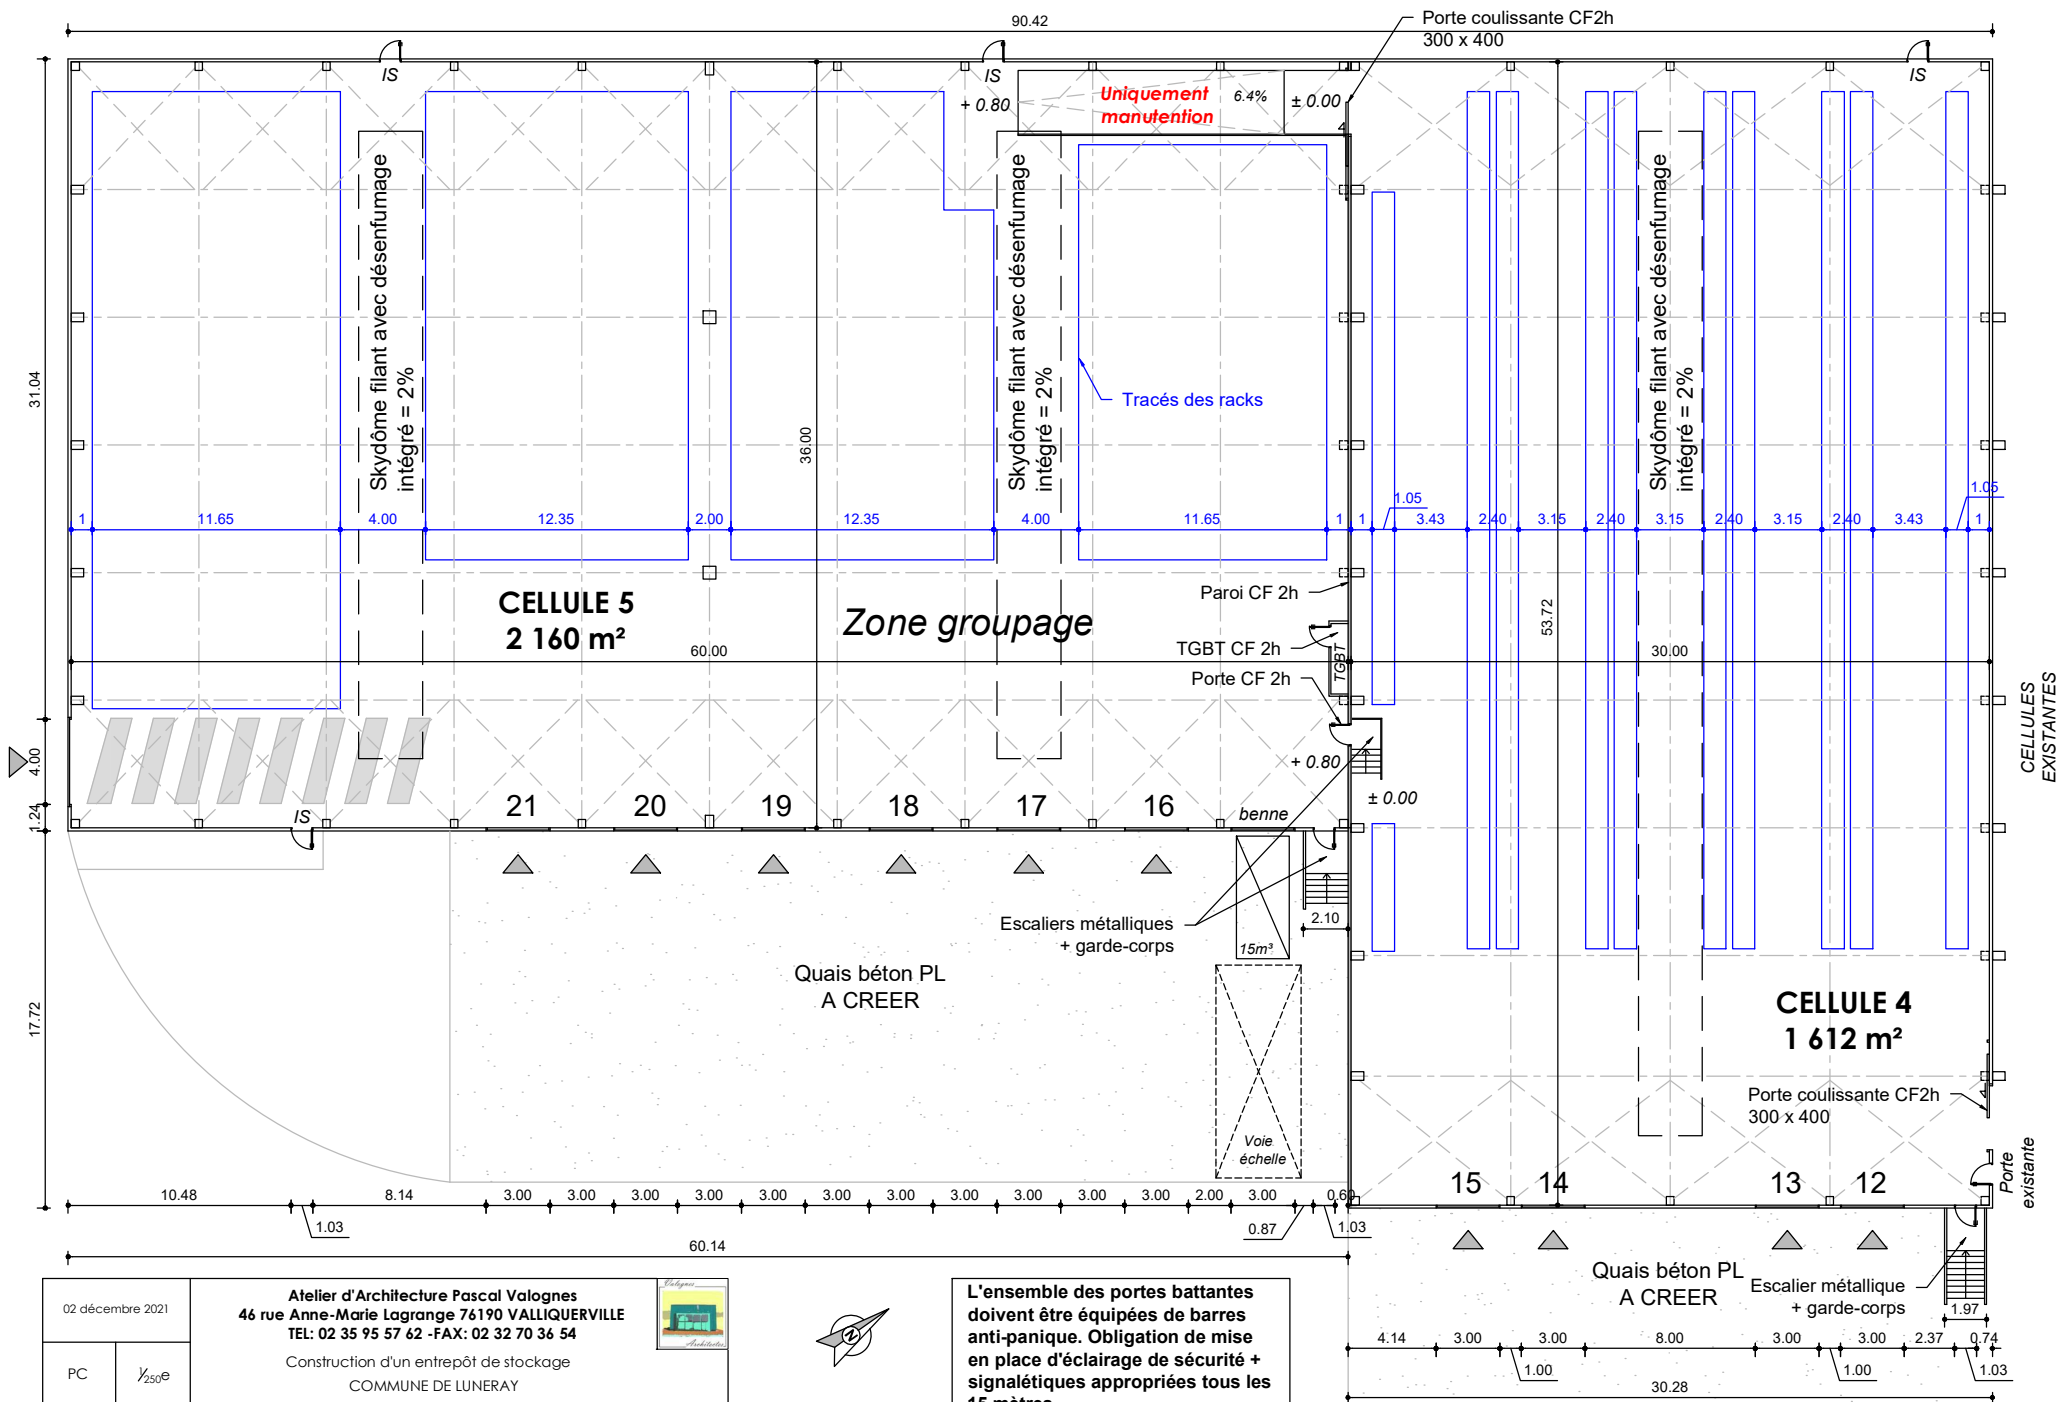 90.42
Porte coulissante CF2h
300 x 400
IS
IS
IS
+ 0.80
Uniquement
manutention
6.4%
± 0.00
Skydôme filant avec désenfumage
intégré = 2%
Skydôme filant avec désenfumage
intégré = 2%
Skydôme filant avec désenfumage
intégré = 2%
31.04
36.00
Tracés des racks
1
11.65
4.00
12.35
2.00
12.35
4.00
11.65
1
1
1.05
3.43
2.40
3.15
2.40
3.15
2.40
3.15
2.40
3.43
1.05
1
CELLULE 5
2 160 m²
Zone groupage
60.00
Paroi CF 2h
TGBT CF 2h
TGBT
Porte CF 2h
53.72
30.00
CELLULES
EXISTANTES
4.00
1.24
+ 0.80
± 0.00
IS
21
20
19
18
17
16
benne
Escaliers métalliques
+ garde-corps
2.10
15m³
Quais béton PL
A CREER
17.72
CELLULE 4
1 612 m²
Porte coulissante CF2h
300 x 400
Voie
échelle
Porte
existante
15
14
13
12
10.48
1.03
8.14
3.00
3.00
3.00
3.00
3.00
3.00
3.00
3.00
3.00
3.00
3.00
2.00
3.00
0.87
0.60
1.03
60.14
Quais béton PL
A CREER
Escalier métallique
+ garde-corps
1.97
4.14
3.00
1.00
3.00
8.00
3.00
1.00
3.00
2.37
0.74
1.03
30.28
02 décembre 2021
PC
1/250e
Atelier d'Architecture Pascal Valognes
46 rue Anne-Marie Lagrange 76190 VALLIQUERVILLE
TEL: 02 35 95 57 62 -FAX: 02 32 70 36 54
Construction d'un entrepôt de stockage
COMMUNE DE LUNERAY
Valognes
Architectes
N
L'ensemble des portes battantes
doivent être équipées de barres
anti-panique. Obligation de mise
en place d'éclairage de sécurité +
signalétiques appropriées tous les
15 mètres